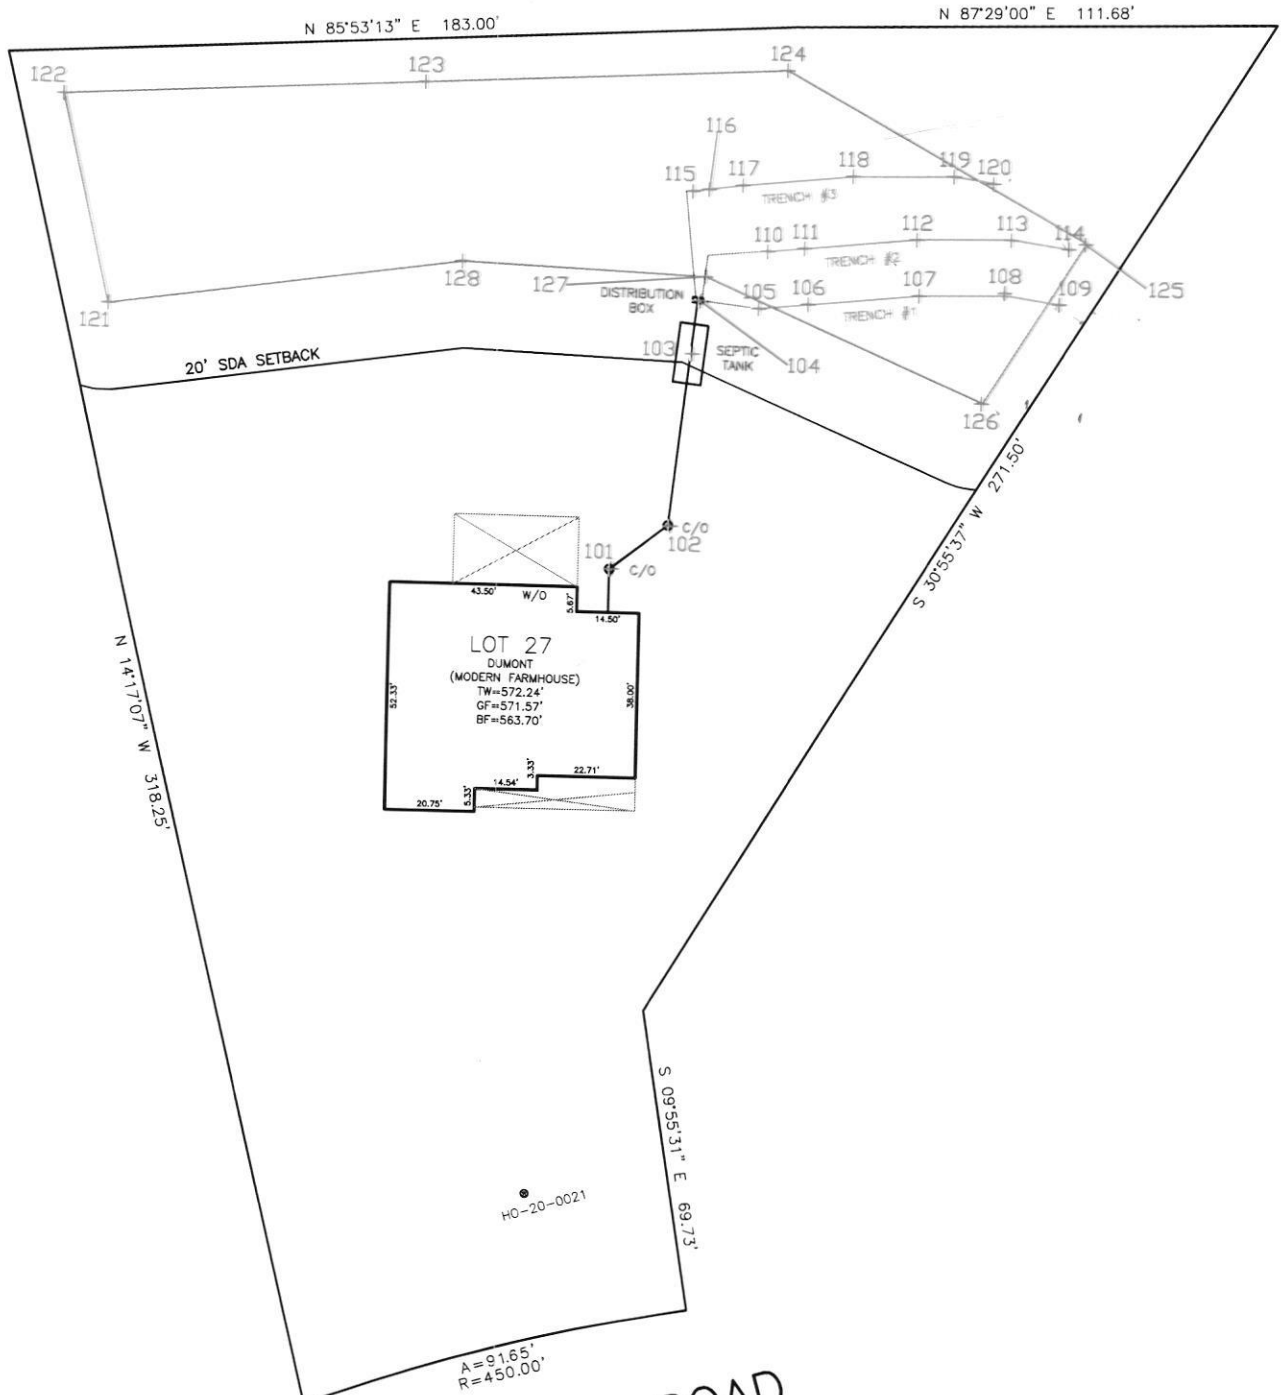 N 85°53'13" E 183.00'
N 87°29'00" E 111.68'
122
123
124
116
115
117
118
119
120
TRENCH #3
110
111
112
113
114
TRENCH #2
128
127
DISTRIBUTION
BOX
105
106
107
108
109
TRENCH #1
125
121
20' SDA SETBACK
103
SEPTIC
TANK
104
126
S 30°55'37" W 271.50'
C/O
102
101
C/O
43.50'
W/O
5.67'
14.50'
LOT 27
DUMONT
(MODERN FARMHOUSE)
TW=572.24'
GF=571.57'
BF=563.70'
52.33'
38.00'
N 14°17'07" W 318.25'
20.75'
5.33'
14.54'
3.33'
22.71'
S 09°55'31" E 69.73'
HO-20-0021
A=91.65'
R=450.00'
ROAD